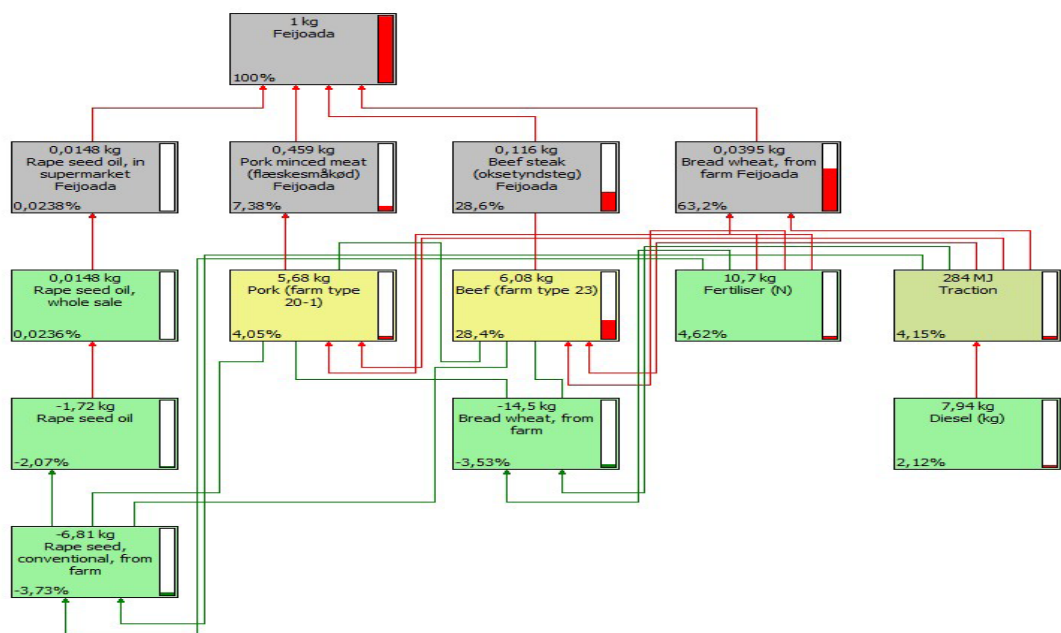 1 kg
Feijoada
100%
0,0148 kg
Rape seed oil, in
supermarket
Feijoada
0,0238%
0,459 kg
Pork minced meat
(flæskesmåkød)
Feijoada
7,38%
0,116 kg
Beef steak
(oksetyndsteg)
Feijoada
28,6%
0,0395 kg
Bread wheat, from
farm Feijoada
63,2%
0,0148 kg
Rape seed oil,
whole sale
0,0236%
5,68 kg
Pork (farm type
20-1)
4,05%
6,08 kg
Beef (farm type 23)
28,4%
10,7 kg
Fertiliser (N)
4,62%
284 MJ
Traction
4,15%
-1,72 kg
Rape seed oil
-2,07%
-14,5 kg
Bread wheat, from
farm
-3,53%
7,94 kg
Diesel (kg)
2,12%
-6,81 kg
Rape seed,
conventional, from
farm
-3,73%